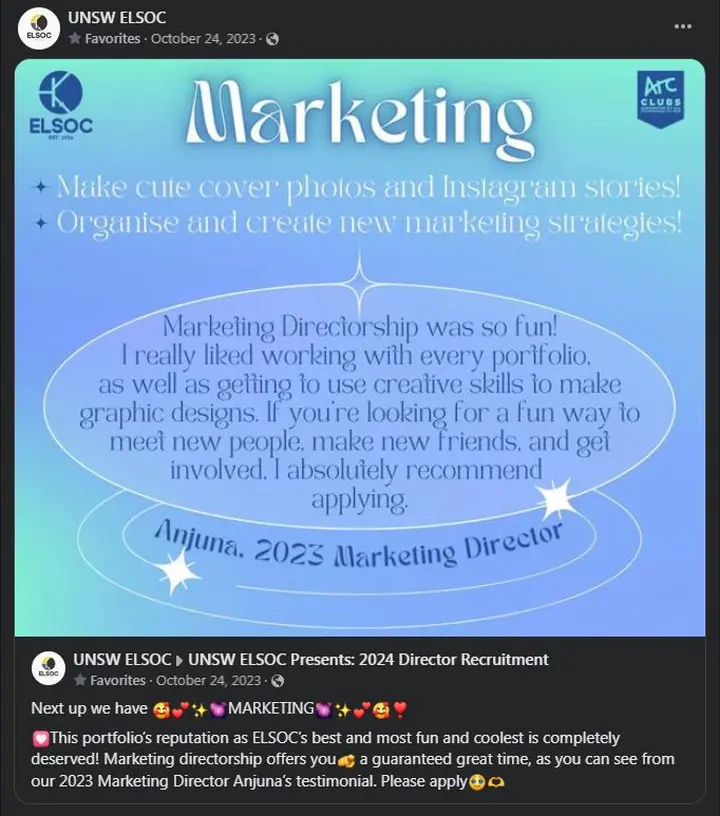 UNSW ELSOC
Favorites · October 24, 2023 ·
ELSOC
ELSOC
EST. 1994
Marketing
ARC
CLUBS
Make cute cover photos and Instagram stories!
Organise and create new marketing strategies!
Marketing Directorship was so fun!
I really liked working with every portfolio,
as well as getting to use creative skills to make
graphic designs. If you're looking for a fun way to
meet new people, make new friends, and get
involved, I absolutely recommend
applying.
Anjuna, 2023 Marketing Director
ELSOC
UNSW ELSOC ▸ UNSW ELSOC Presents: 2024 Director Recruitment
Favorites · October 24, 2023 ·
Next up we have 🥰💕✨💓MARKETING💓✨💕🥰❣️
💟This portfolio's reputation as ELSOC's best and most fun and coolest is completely
deserved! Marketing directorship offers you🫵 a guaranteed great time, as you can see from
our 2023 Marketing Director Anjuna's testimonial. Please apply🥹🫶